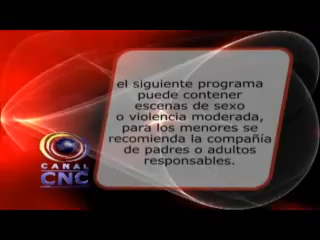 el siguiente programa
puede contener
escenas de sexo
o violencia moderada,
para los menores se
recomienda la compañía
de padres o adultos
responsables.
CANAL
CNC